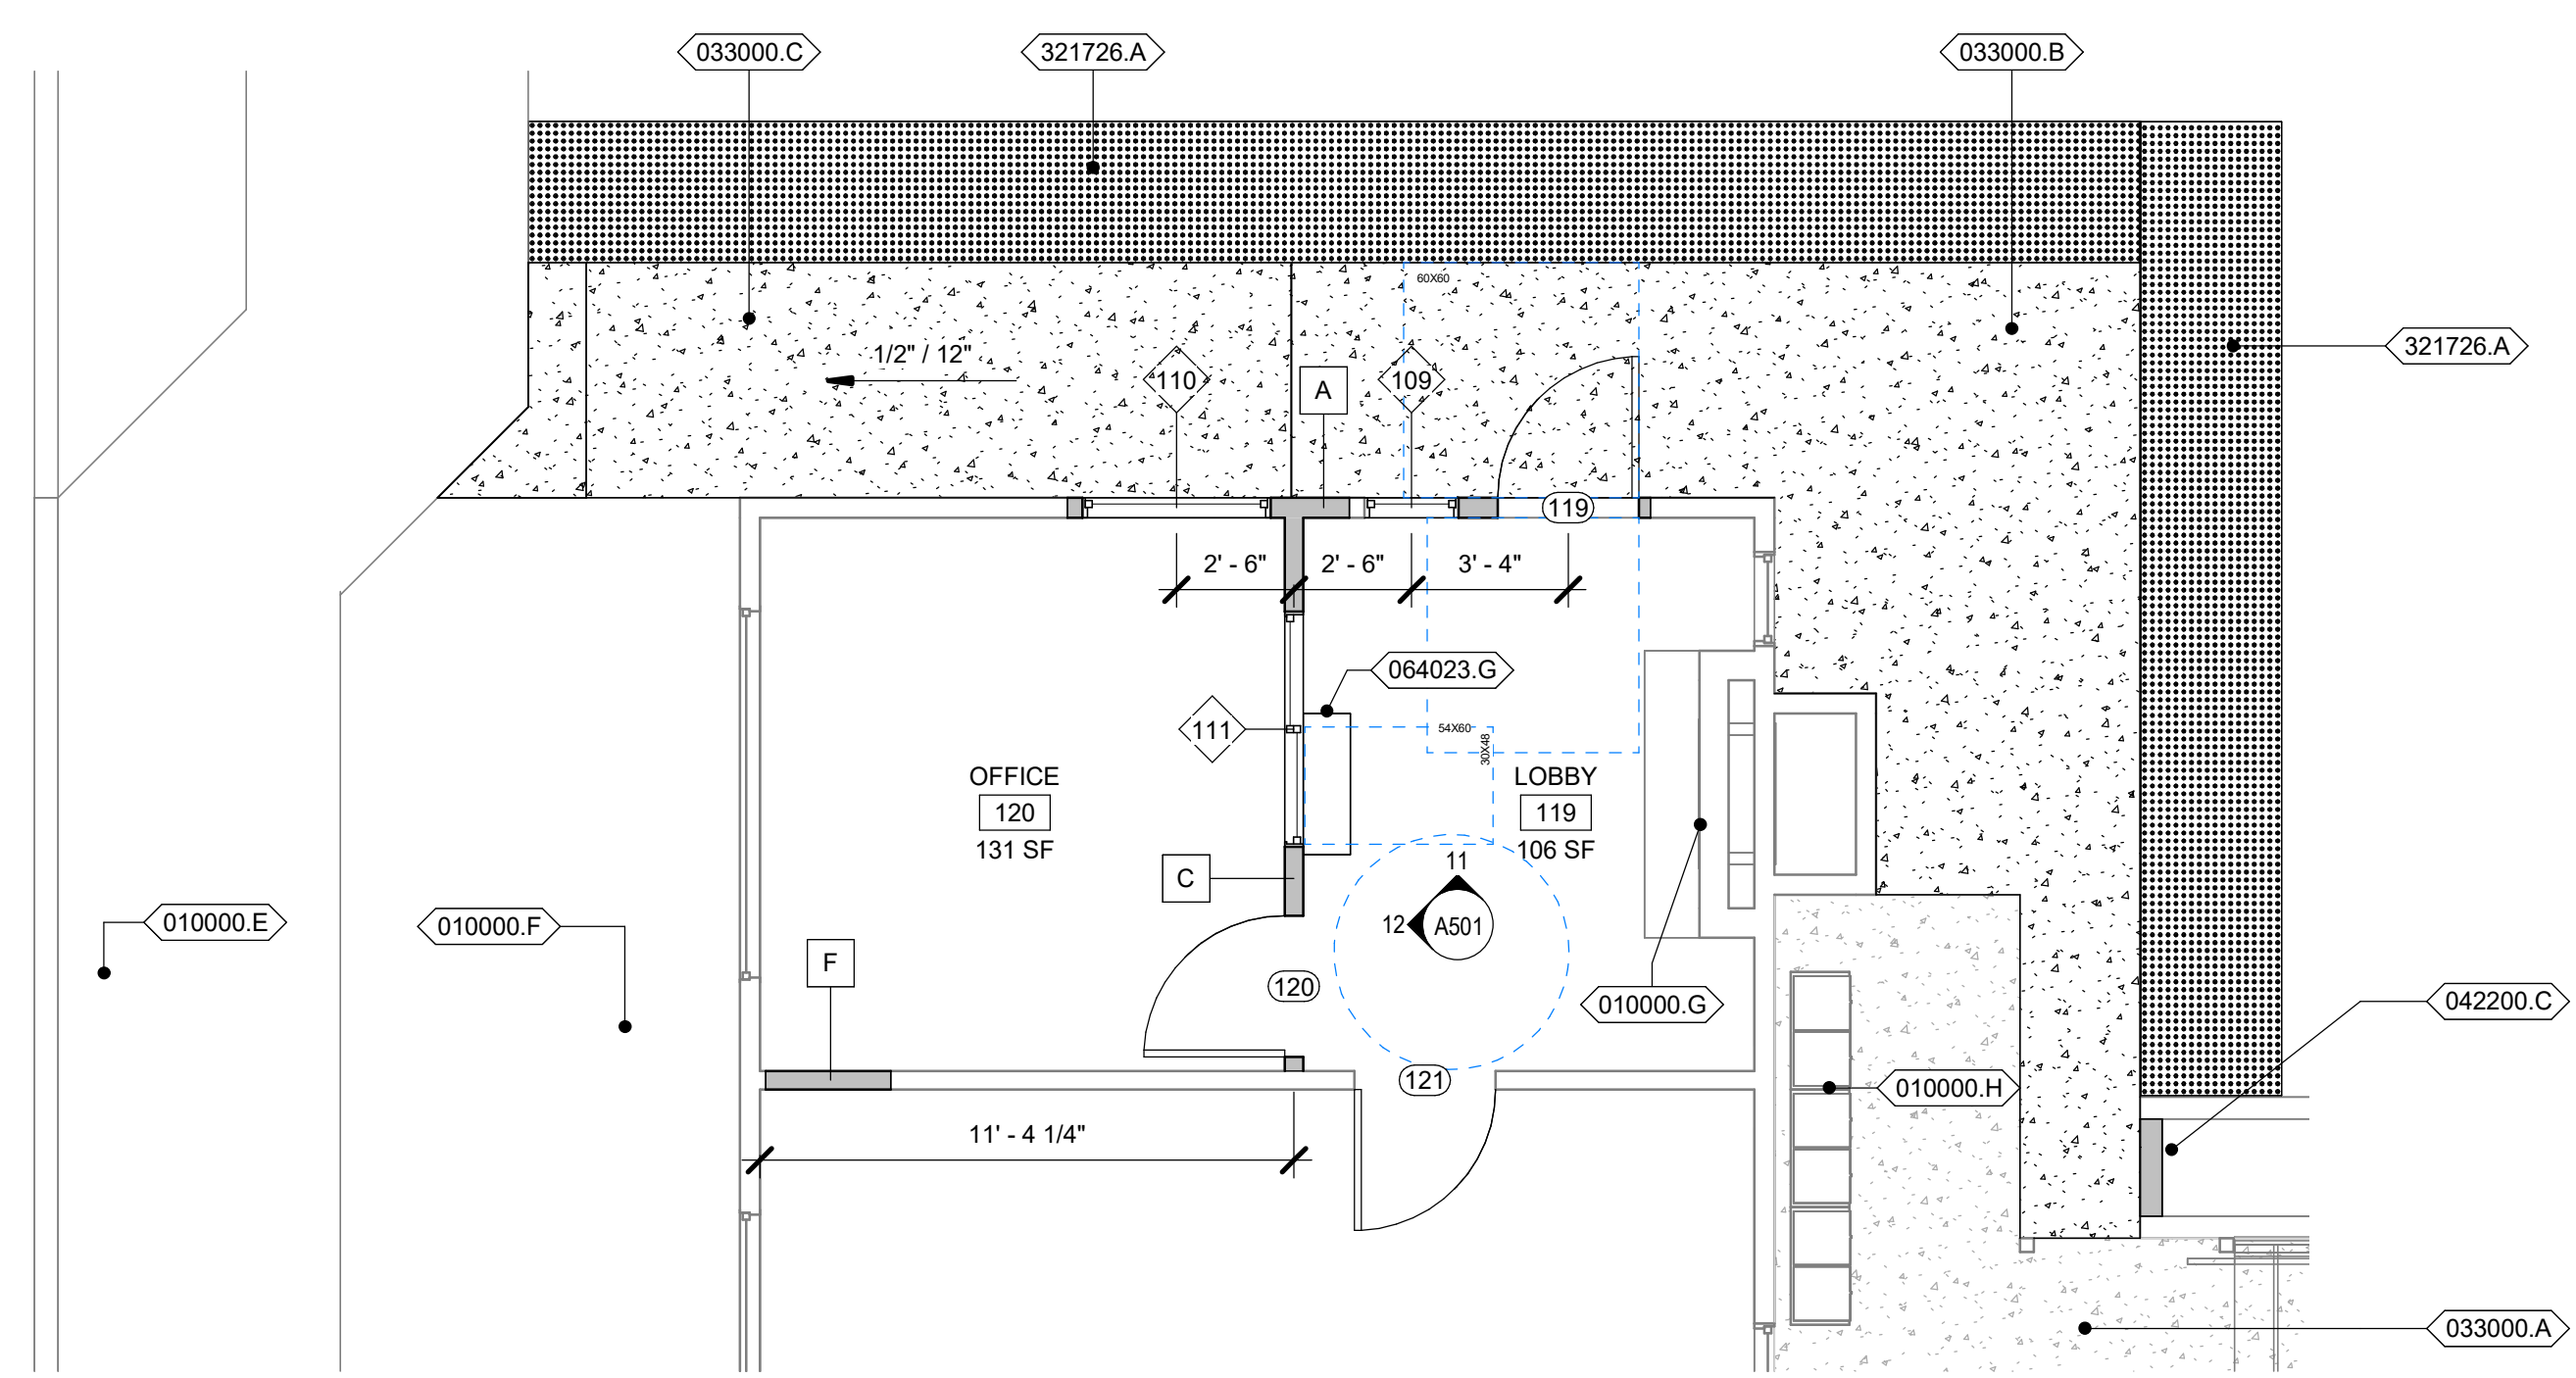 033000.C
321726.A
033000.B
60X60
321726.A
1/2" / 12"
110
A
109
119
2' - 6"
2' - 6"
3' - 4"
064023.G
111
54X60
30X48
OFFICE
120
131 SF
LOBBY
119
106 SF
11
C
12
A501
010000.E
010000.F
F
120
010000.G
042200.C
121
010000.H
11' - 4 1/4"
033000.A